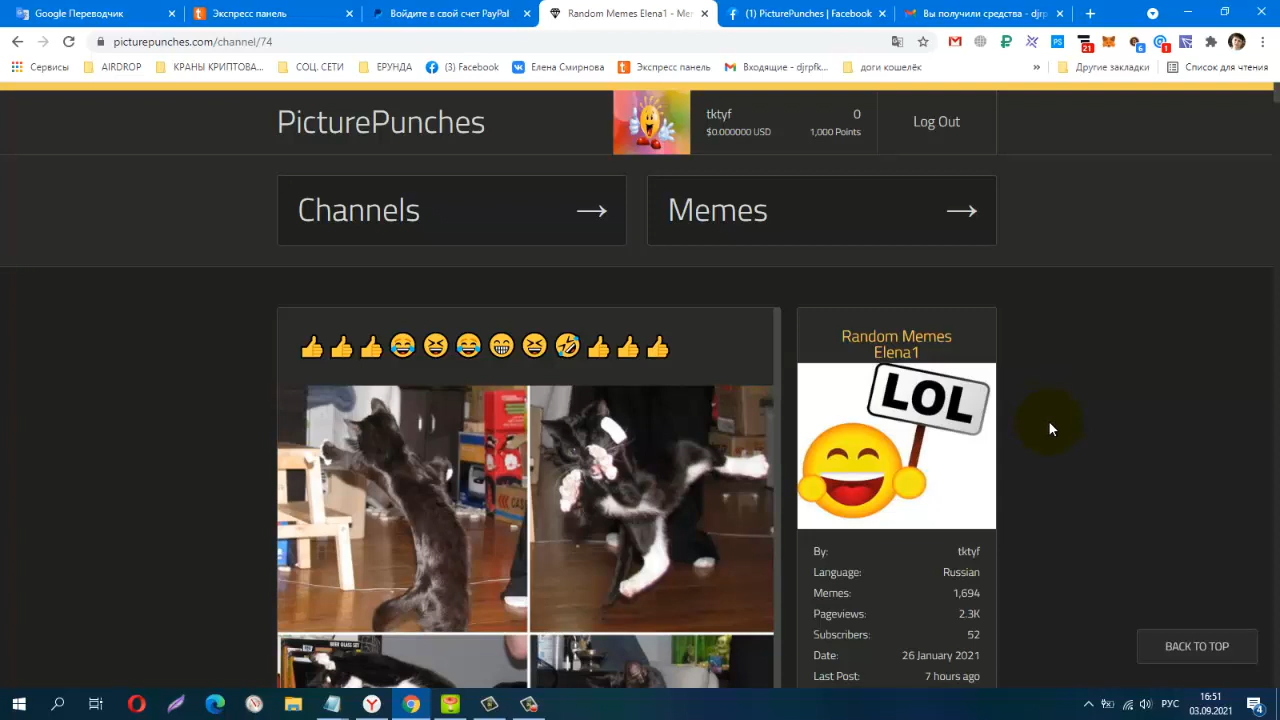 Google Переводчик
Экспресс панель
Войдите в свой счет PayPal
Random Memes Elena1 - Me
(1) PicturePunches | Facebook
Вы получили средства - djrp
picturepunches.com/channel/74
21
6
1
Сервисы
AIRDROP
КРАНЫ КРИПТОВА...
СОЦ. СЕТИ
ЕРУНДА
(3) Facebook
Елена Смирнова
Экспресс панель
Входящие - djrpfk...
доги кошелёк
»
Другие закладки
Список для чтения
PicturePunches
tktyf
0
$0.000000 USD
1,000 Points
Log Out
Channels
Memes
Random Memes
Elena1
LOL
By:
tktyf
Language:
Russian
Memes:
1,694
Pageviews:
2.3K
Subscribers:
52
Date:
26 January 2021
Last Post:
7 hours ago
BACK TO TOP
РУС
16:51
03.09.2021
4